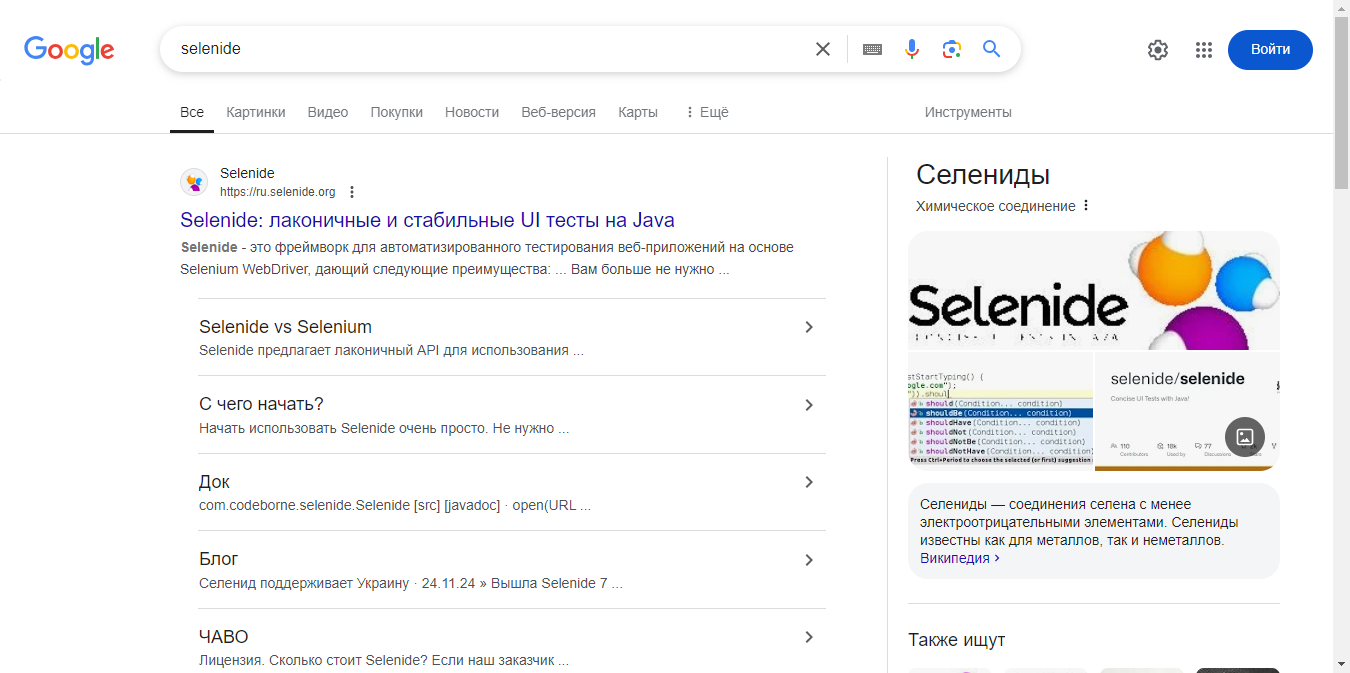 Google
selenide
Войти
Все
Картинки
Видео
Покупки
Новости
Веб-версия
Карты
Ещё
Инструменты
Selenide
https://ru.selenide.org
Selenide: лаконичные и стабильные UI тесты на Java
Selenide - это фреймворк для автоматизированного тестирования веб-приложений на основе
Selenium WebDriver, дающий следующие преимущества: ... Вам больше не нужно ...
Selenide vs Selenium
Selenide предлагает лаконичный API для использования ...
С чего начать?
Начать использовать Selenide очень просто. Не нужно ...
Док
com.codeborne.selenide.Selenide [src] [javadoc] · open(URL ...
Блог
Селенид поддерживает Украину · 24.11.24 » Вышла Selenide 7 ...
ЧАВО
Лицензия. Сколько стоит Selenide? Если наш заказчик ...
Селениды
Химическое соединение
Selenide
stStartTyping() {
ogle.com");
")).shoul
should(Condition... condition)
shouldBe(Condition... condition)
shouldHave(Condition... condition)
shouldNot(Condition... condition)
shouldNotBe(Condition... condition)
shouldNotHave(Condition... condition)
Press Ctrl+Period to choose the selected (or first) suggestion
selenide/selenide
Concise UI Tests with Java!
110
Contributors
18k
Used by
77
Discussions
Селениды — соединения селена с менее
электроотрицательными элементами. Селениды
известны как для металлов, так и неметаллов.
Википедия
Также ищут